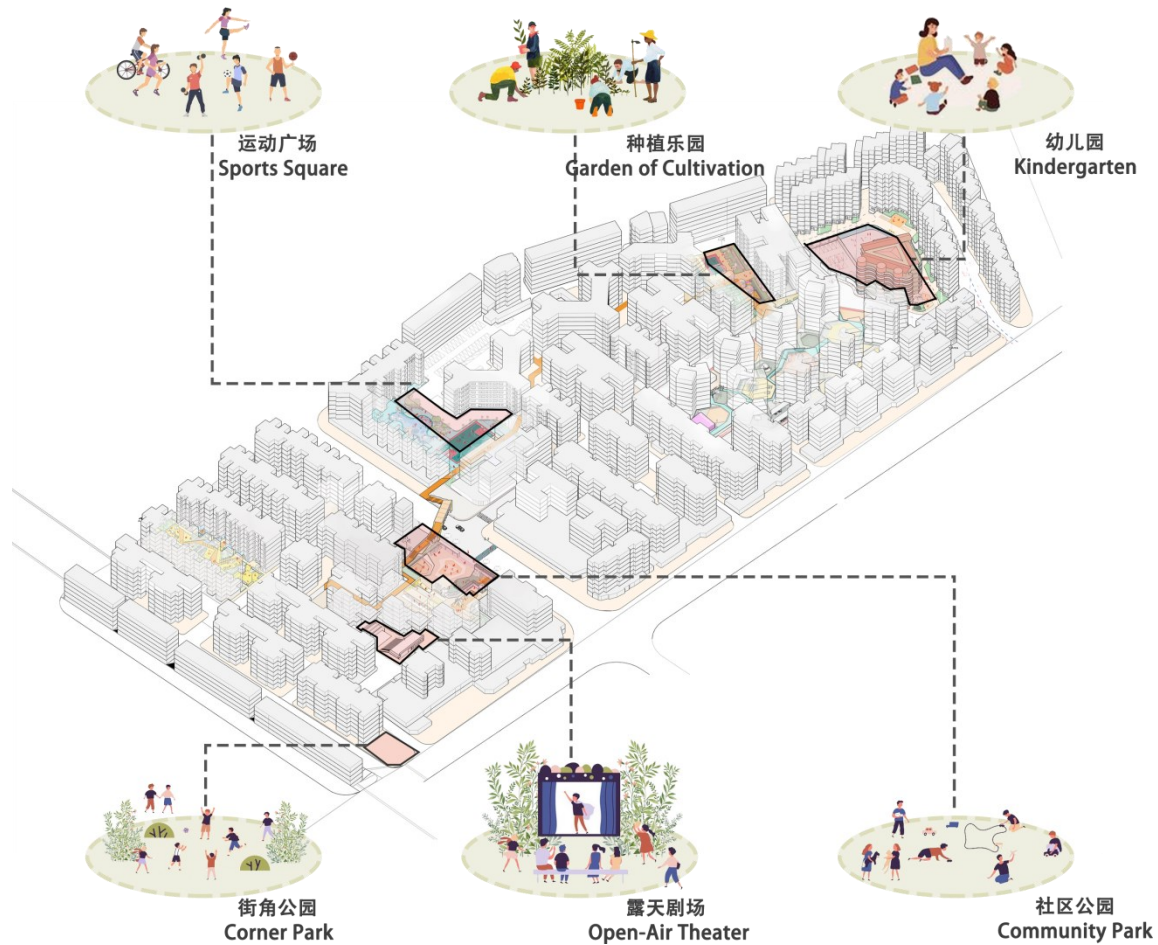 运动广场
Sports Square
种植乐园
Garden of Cultivation
幼儿园
Kindergarten
街角公园
Corner Park
露天剧场
Open-Air Theater
社区公园
Community Park